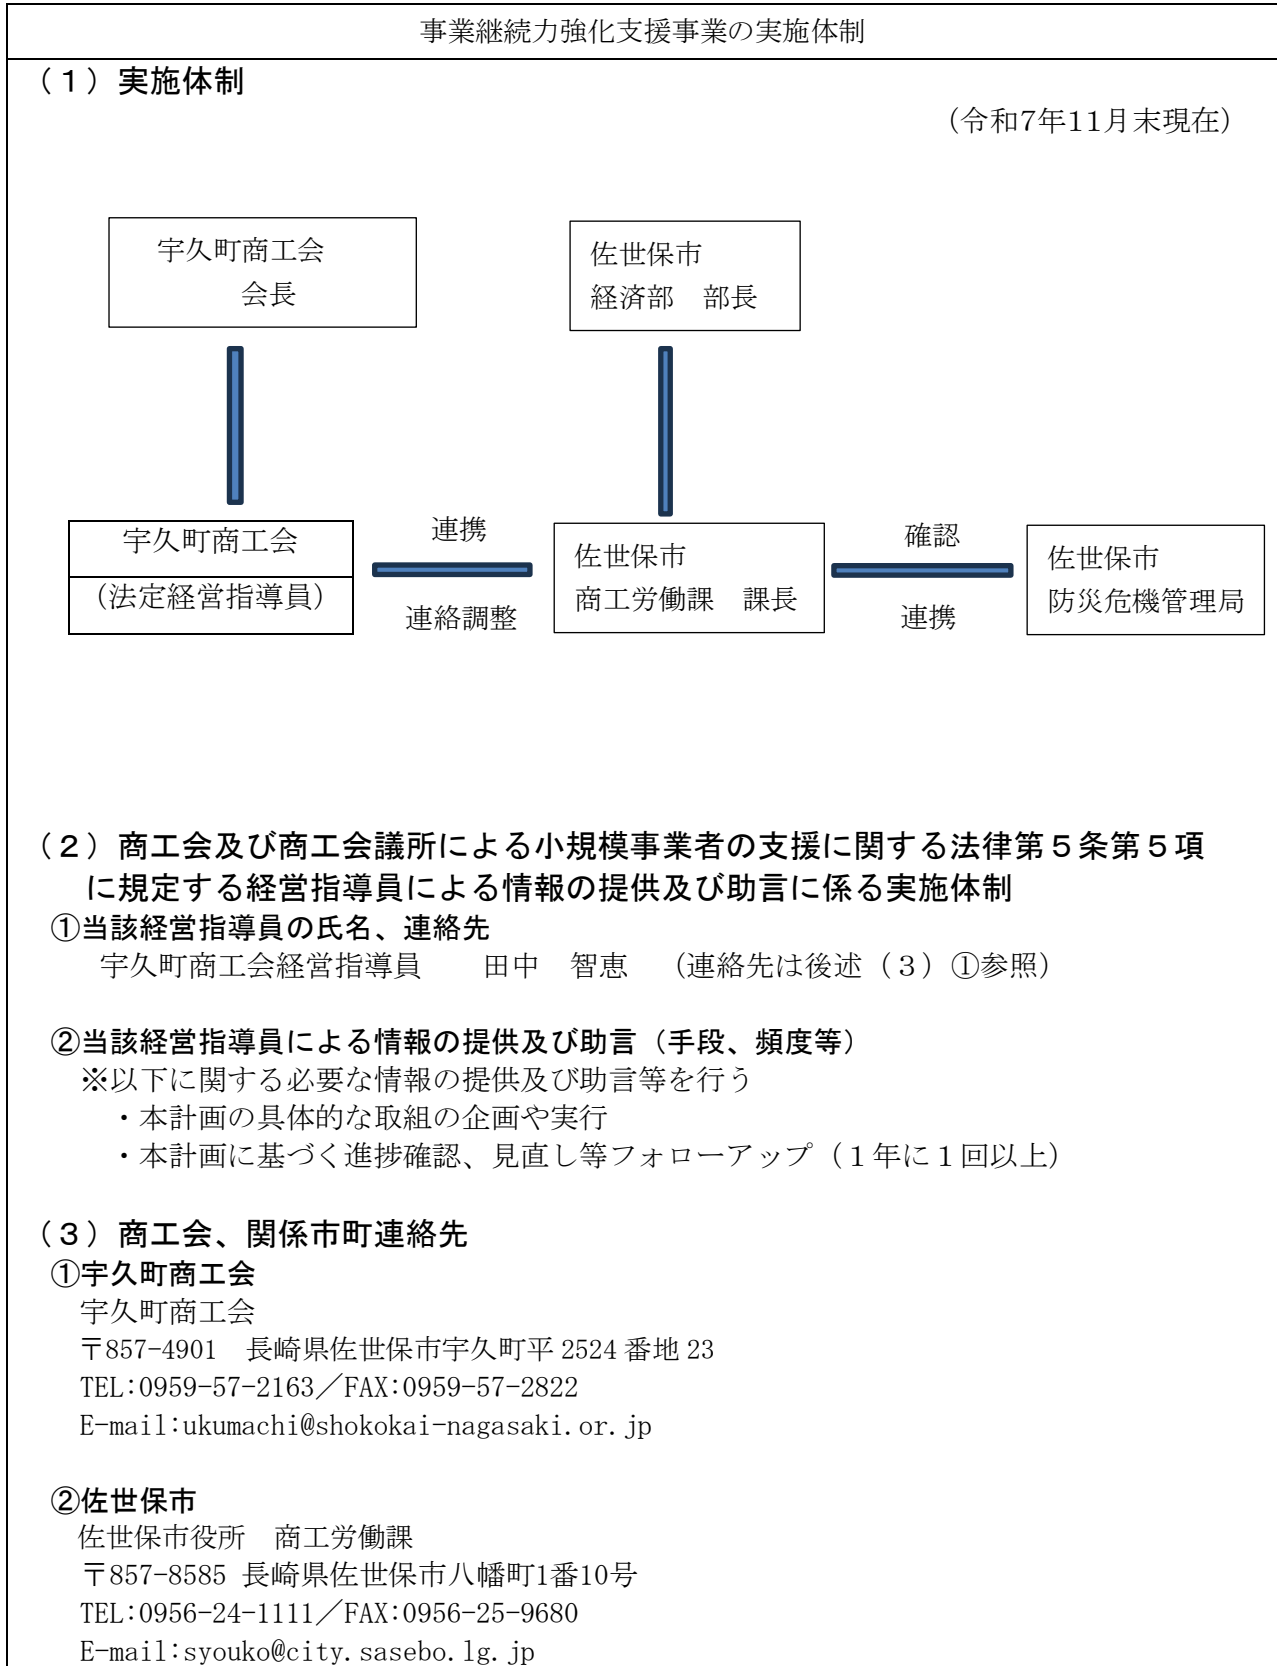 事業継続力強化支援事業の実施体制
（１）実施体制
（令和7年11月末現在）
宇久町商工会
会長
佐世保市
経済部　部長
宇久町商工会
（法定経営指導員）
連携
連絡調整
佐世保市
商工労働課　課長
確認
連携
佐世保市
防災危機管理局
（２）商工会及び商工会議所による小規模事業者の支援に関する法律第５条第５項
に規定する経営指導員による情報の提供及び助言に係る実施体制
①当該経営指導員の氏名、連絡先
宇久町商工会経営指導員　　田中　智恵　（連絡先は後述（３）①参照）
②当該経営指導員による情報の提供及び助言（手段、頻度等）
※以下に関する必要な情報の提供及び助言等を行う
・本計画の具体的な取組の企画や実行
・本計画に基づく進捗確認、見直し等フォローアップ（１年に１回以上）
（３）商工会、関係市町連絡先
①宇久町商工会
宇久町商工会
〒857-4901　長崎県佐世保市宇久町平 2524 番地 23
TEL:0959-57-2163／FAX:0959-57-2822
E-mail:ukumachi@shokokai-nagasaki.or.jp
②佐世保市
佐世保市役所　商工労働課
〒857-8585 長崎県佐世保市八幡町1番10号
TEL:0956-24-1111／FAX:0956-25-9680
E-mail:syouko@city.sasebo.lg.jp